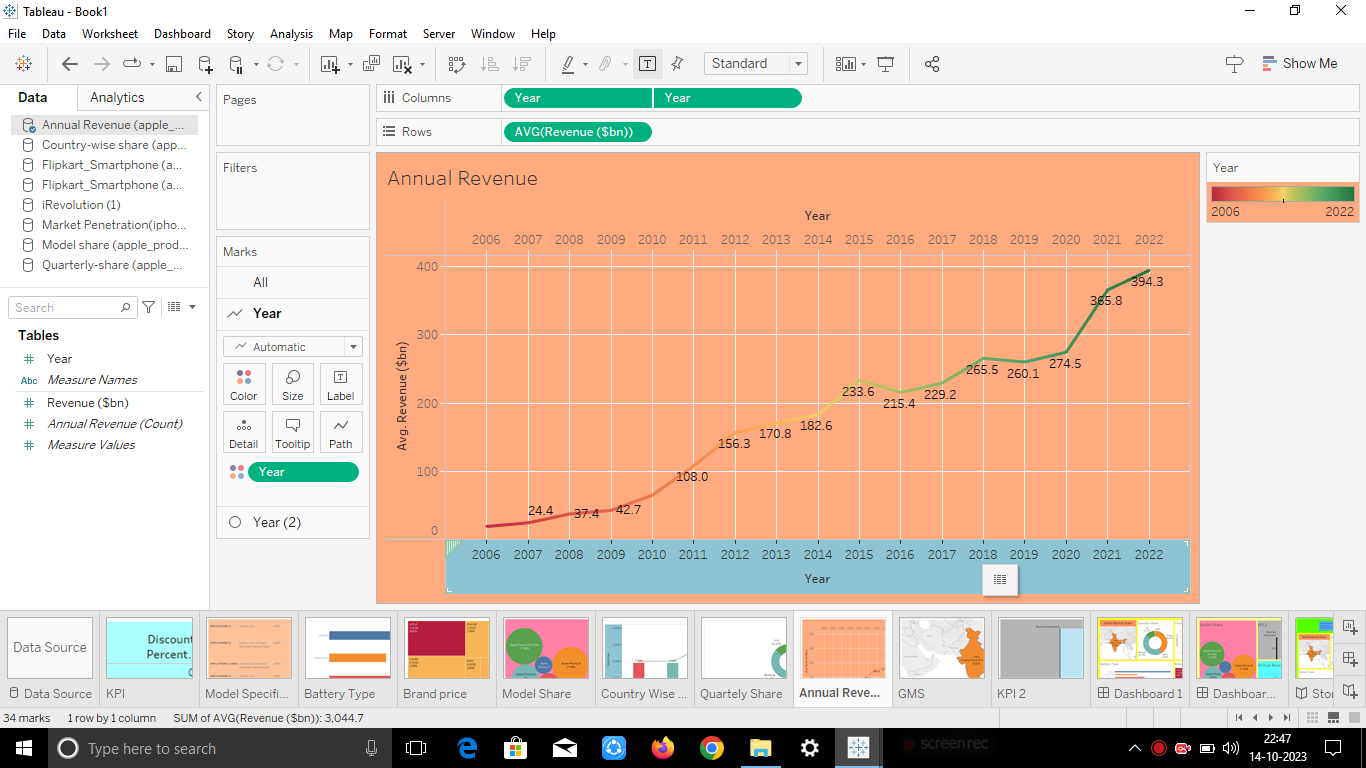 Tableau - Book1
File Data Worksheet Dashboard Story Analysis Map Format Server Window Help
Standard
Show Me
Data Analytics
Annual Revenue (apple_...
Country-wise share (app...
Flipkart_Smartphone (a...
Flipkart_Smartphone (a...
iRevolution (1)
Market Penetration(ipho...
Model share (apple_prod...
Quarterly-share (apple_...
Search
Tables
Year
Abc Measure Names
Revenue ($bn)
Annual Revenue (Count)
Measure Values
Pages
Filters
Marks
All
Year
Automatic
Color Size Label
Detail Tooltip Path
Year
Year (2)
Columns Year Year
Rows AVG(Revenue ($bn))
Annual Revenue
Year
2006 2007 2008 2009 2010 2011 2012 2013 2014 2015 2016 2017 2018 2019 2020 2021 2022
Avg. Revenue ($bn)
400
300
200
100
0
24.4 37.4 42.7 108.0 156.3 170.8 182.6 233.6 215.4 229.2 265.5 260.1 274.5 365.8 394.3
2006 2007 2008 2009 2010 2011 2012 2013 2014 2015 2016 2017 2018 2019 2020 2021 2022
Year
Year
2006 2022
Data Source
Discount
Percent.
Data Source KPI Model Specifi... Battery Type Brand price Model Share Country Wise ... Quartely Share Annual Reve... GMS KPI 2 Dashboard 1 Dashboar... Stor
34 marks 1 row by 1 column SUM of AVG(Revenue ($bn)): 3,044.7
Type here to search
screenrec
22:47
14-10-2023